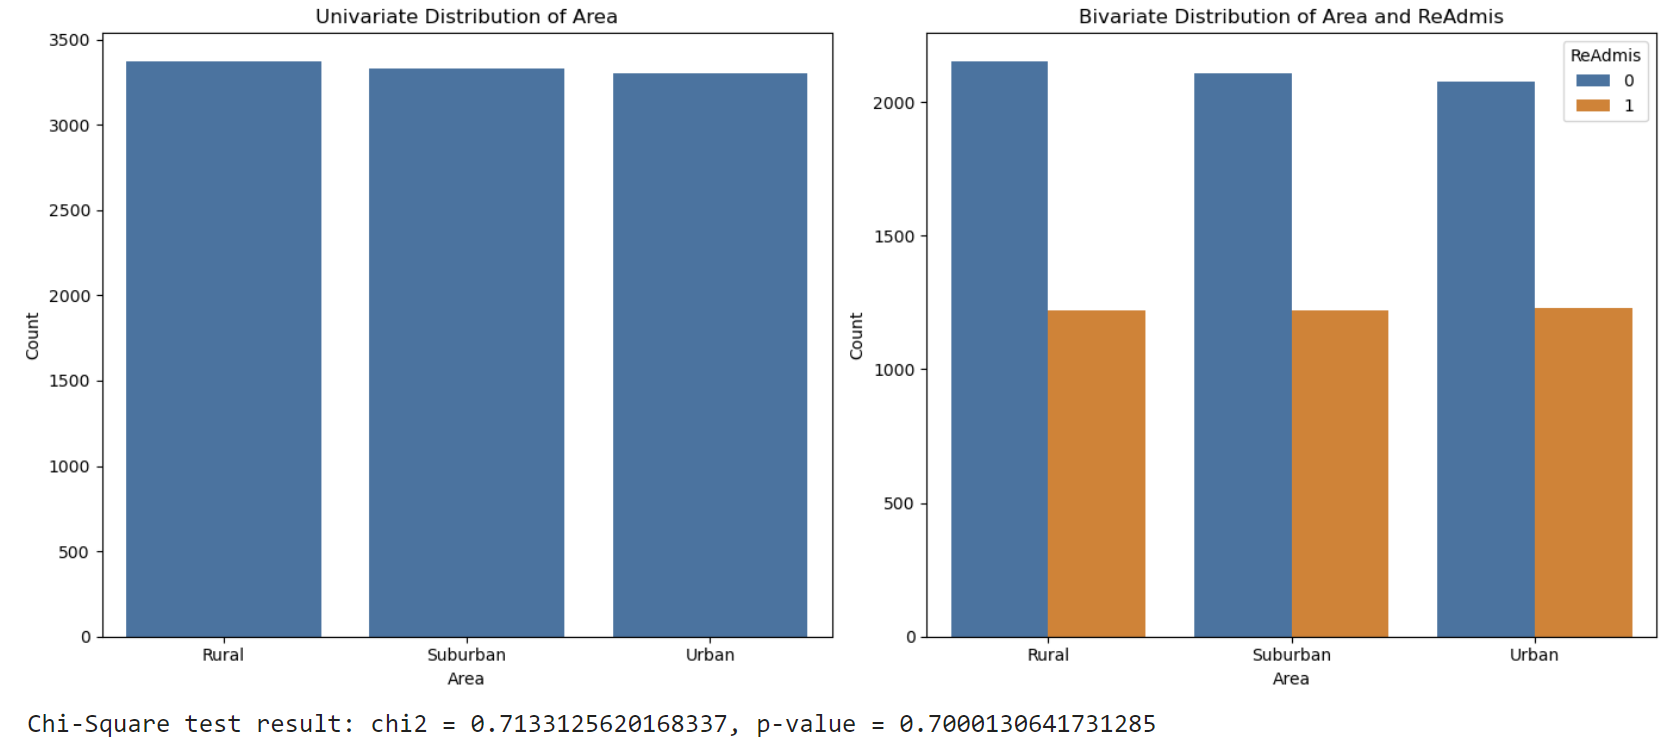 Univariate Distribution of Area
3500
3000
2500
2000
1500
1000
500
0
Count
Rural Suburban Urban
Area
Bivariate Distribution of Area and ReAdmis
ReAdmis
0
1
2000
1500
1000
500
0
Count
Rural Suburban Urban
Area
Chi-Square test result: chi2 = 0.7133125620168337, p-value = 0.7000130641731285